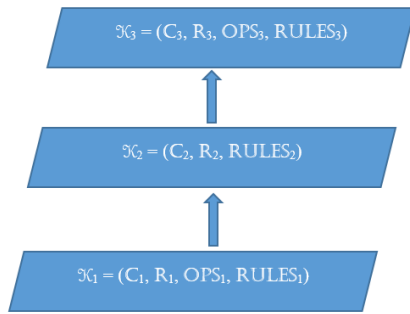 𝔎₃ = (C₃, R₃, OPS₃, RULES₃)
𝔎₂ = (C₂, R₂, RULES₂)
𝔎₁ = (C₁, R₁, OPS₁, RULES₁)